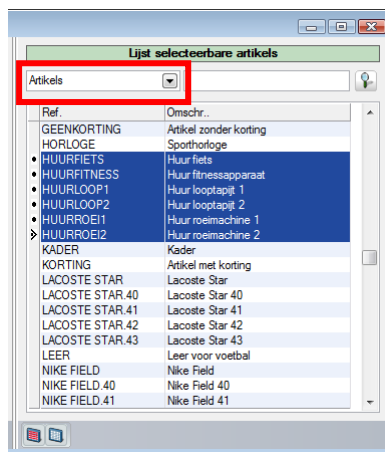 Lijst selecteerbare artikels
Artikels
Ref. Omschr..
GEENKORTING Artikel zonder korting
HORLOGE Sporthorloge
HUURFIETS Huur fiets
HUURFITNESS Huur fitnessapparaat
HUURLOOP1 Huur looptapijt 1
HUURLOOP2 Huur looptapijt 2
HUURROEI1 Huur roeimachine 1
HUURROEI2 Huur roeimachine 2
KADER Kader
KORTING Artikel met korting
LACOSTE STAR Lacoste Star
LACOSTE STAR.40 Lacoste Star 40
LACOSTE STAR.41 Lacoste Star 41
LACOSTE STAR.42 Lacoste Star 42
LACOSTE STAR.43 Lacoste Star 43
LEER Leer voor voetbal
NIKE FIELD Nike Field
NIKE FIELD.40 Nike Field 40
NIKE FIELD.41 Nike Field 41